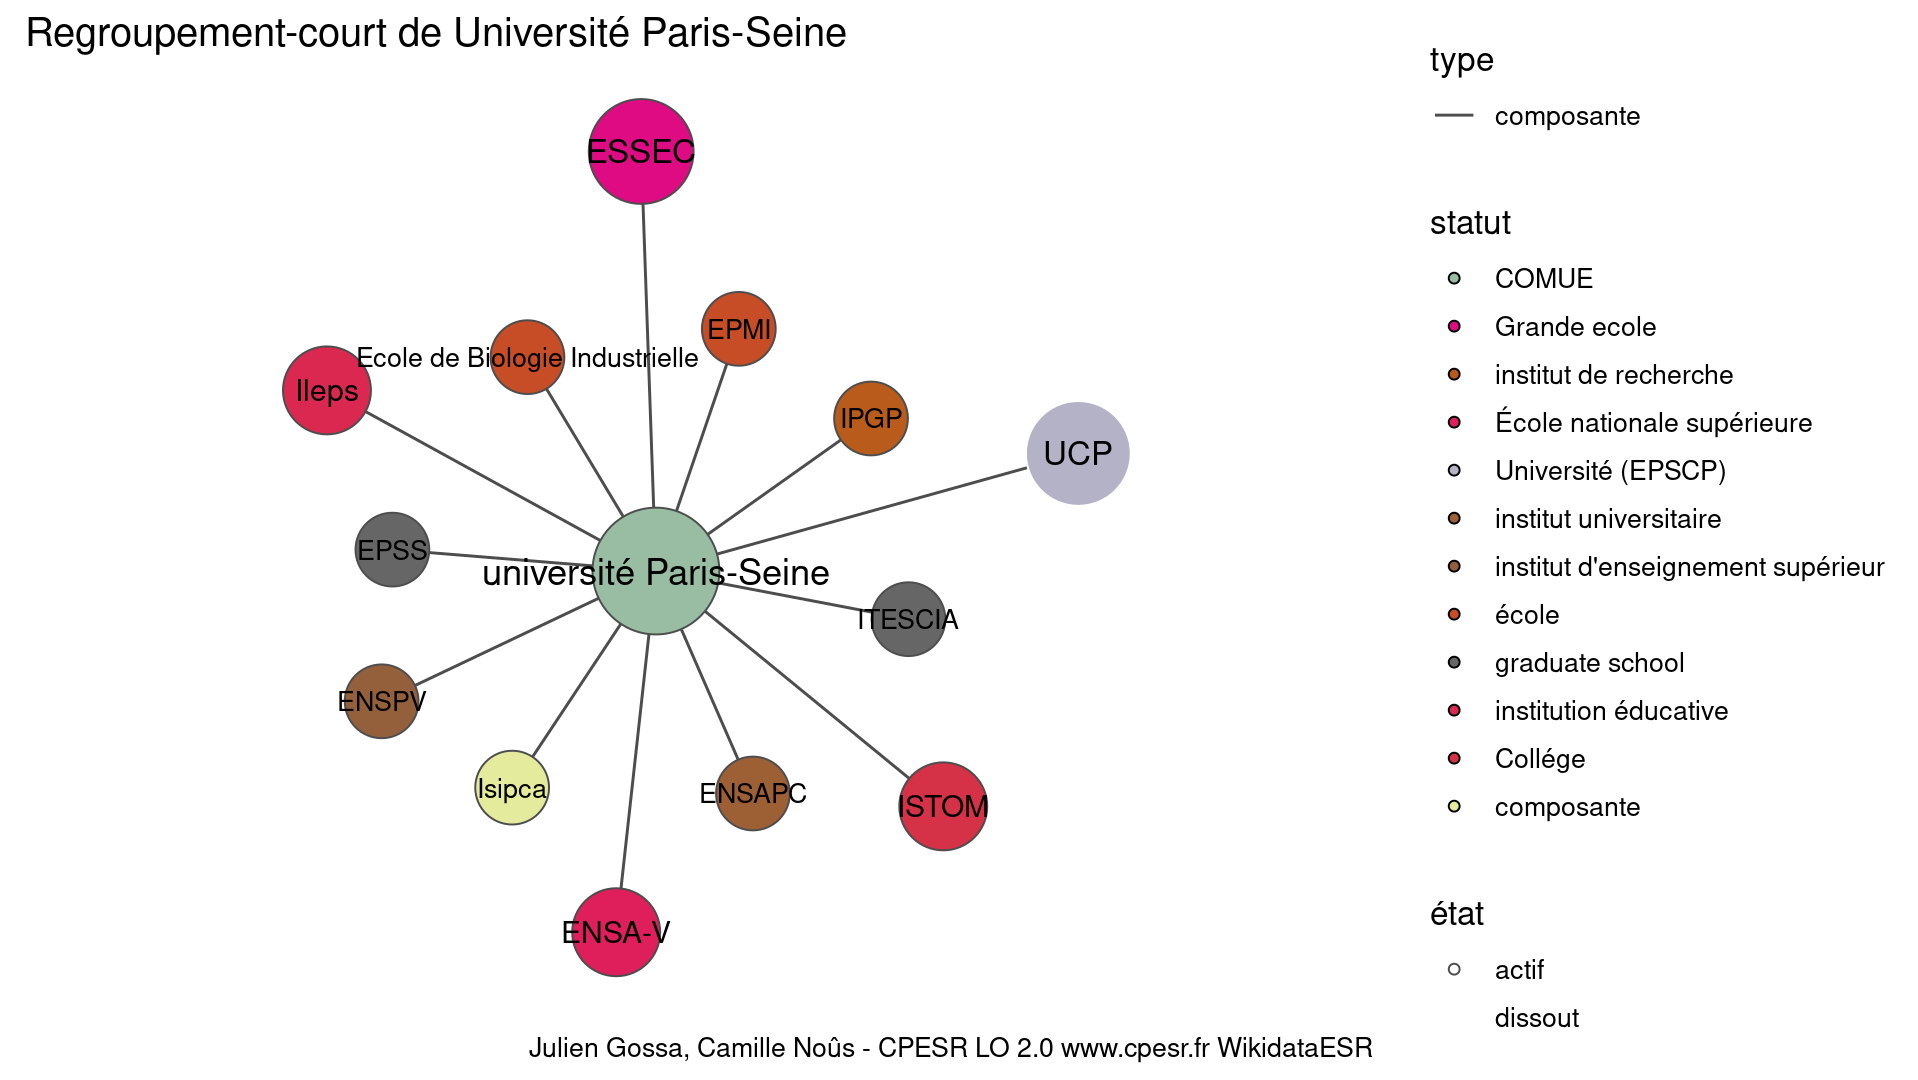 Regroupement-court de Université Paris-Seine
ESSEC
EPMI
Ecole de Biologie Industrielle
Ileps
IPGP
UCP
EPSS
université Paris-Seine
ITESCIA
ENSPV
Isipca
ENSAPC
ISTOM
ENSA-V
type
composante
statut
COMUE
Grande ecole
institut de recherche
École nationale supérieure
Université (EPSCP)
institut universitaire
institut d'enseignement supérieur
école
graduate school
institution éducative
Collége
composante
état
actif
dissout
Julien Gossa, Camille Noûs - CPESR LO 2.0 www.cpesr.fr WikidataESR